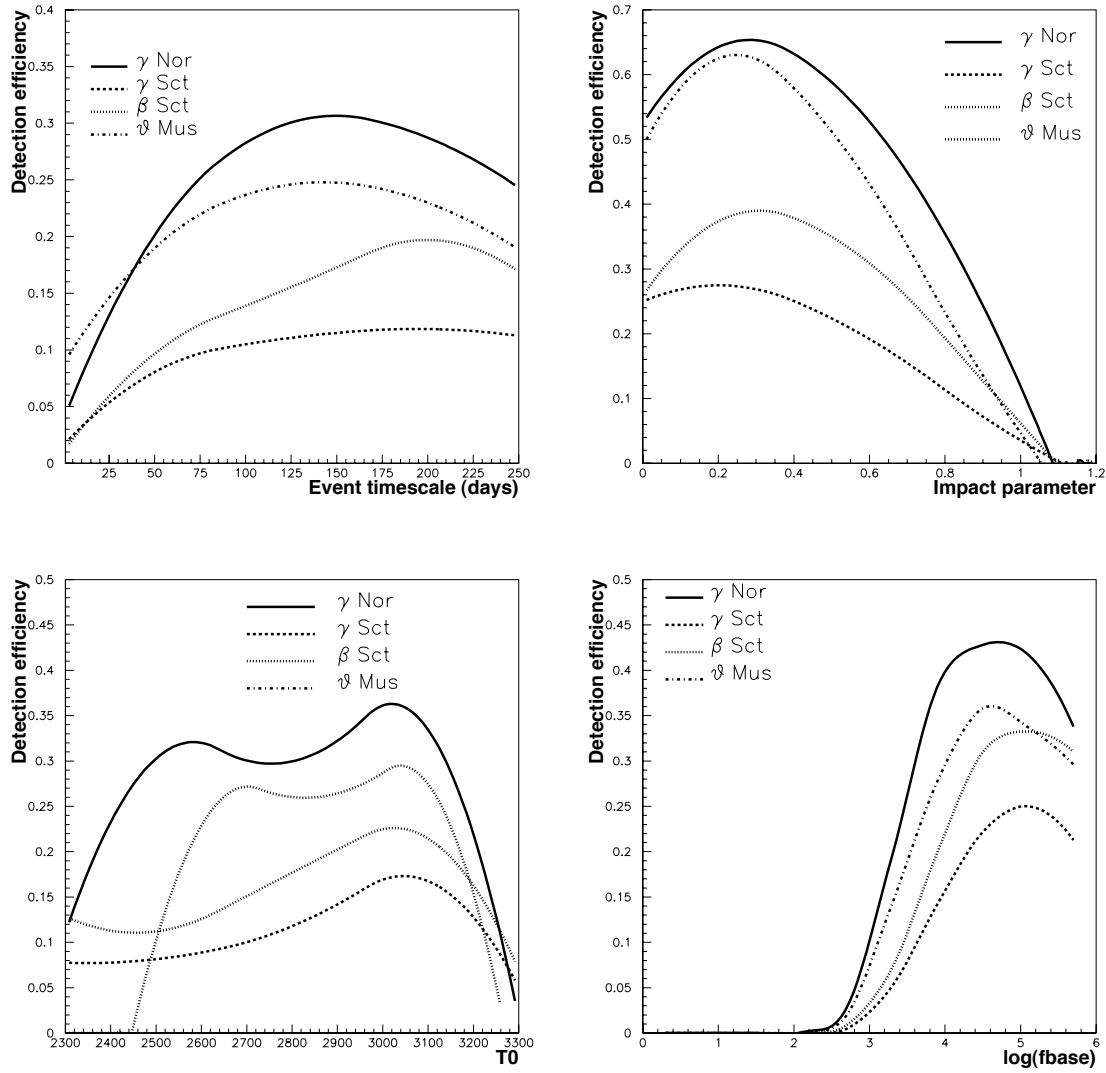 Detection efficiency
0.4
0.35
0.3
0.25
0.2
0.15
0.1
0.05
0
γ Nor
γ Sct
β Sct
ϑ Mus
25 50 75 100 125 150 175 200 225 250
Event timescale (days)
Detection efficiency
0.7
0.6
0.5
0.4
0.3
0.2
0.1
0
γ Nor
γ Sct
β Sct
ϑ Mus
0 0.2 0.4 0.6 0.8 1 1.2
Impact parameter
Detection efficiency
0.5
0.45
0.4
0.35
0.3
0.25
0.2
0.15
0.1
0.05
0
γ Nor
γ Sct
β Sct
ϑ Mus
2300 2400 2500 2600 2700 2800 2900 3000 3100 3200 3300
T0
Detection efficiency
0.5
0.45
0.4
0.35
0.3
0.25
0.2
0.15
0.1
0.05
0
γ Nor
γ Sct
β Sct
ϑ Mus
0 1 2 3 4 5 6
log(fbase)